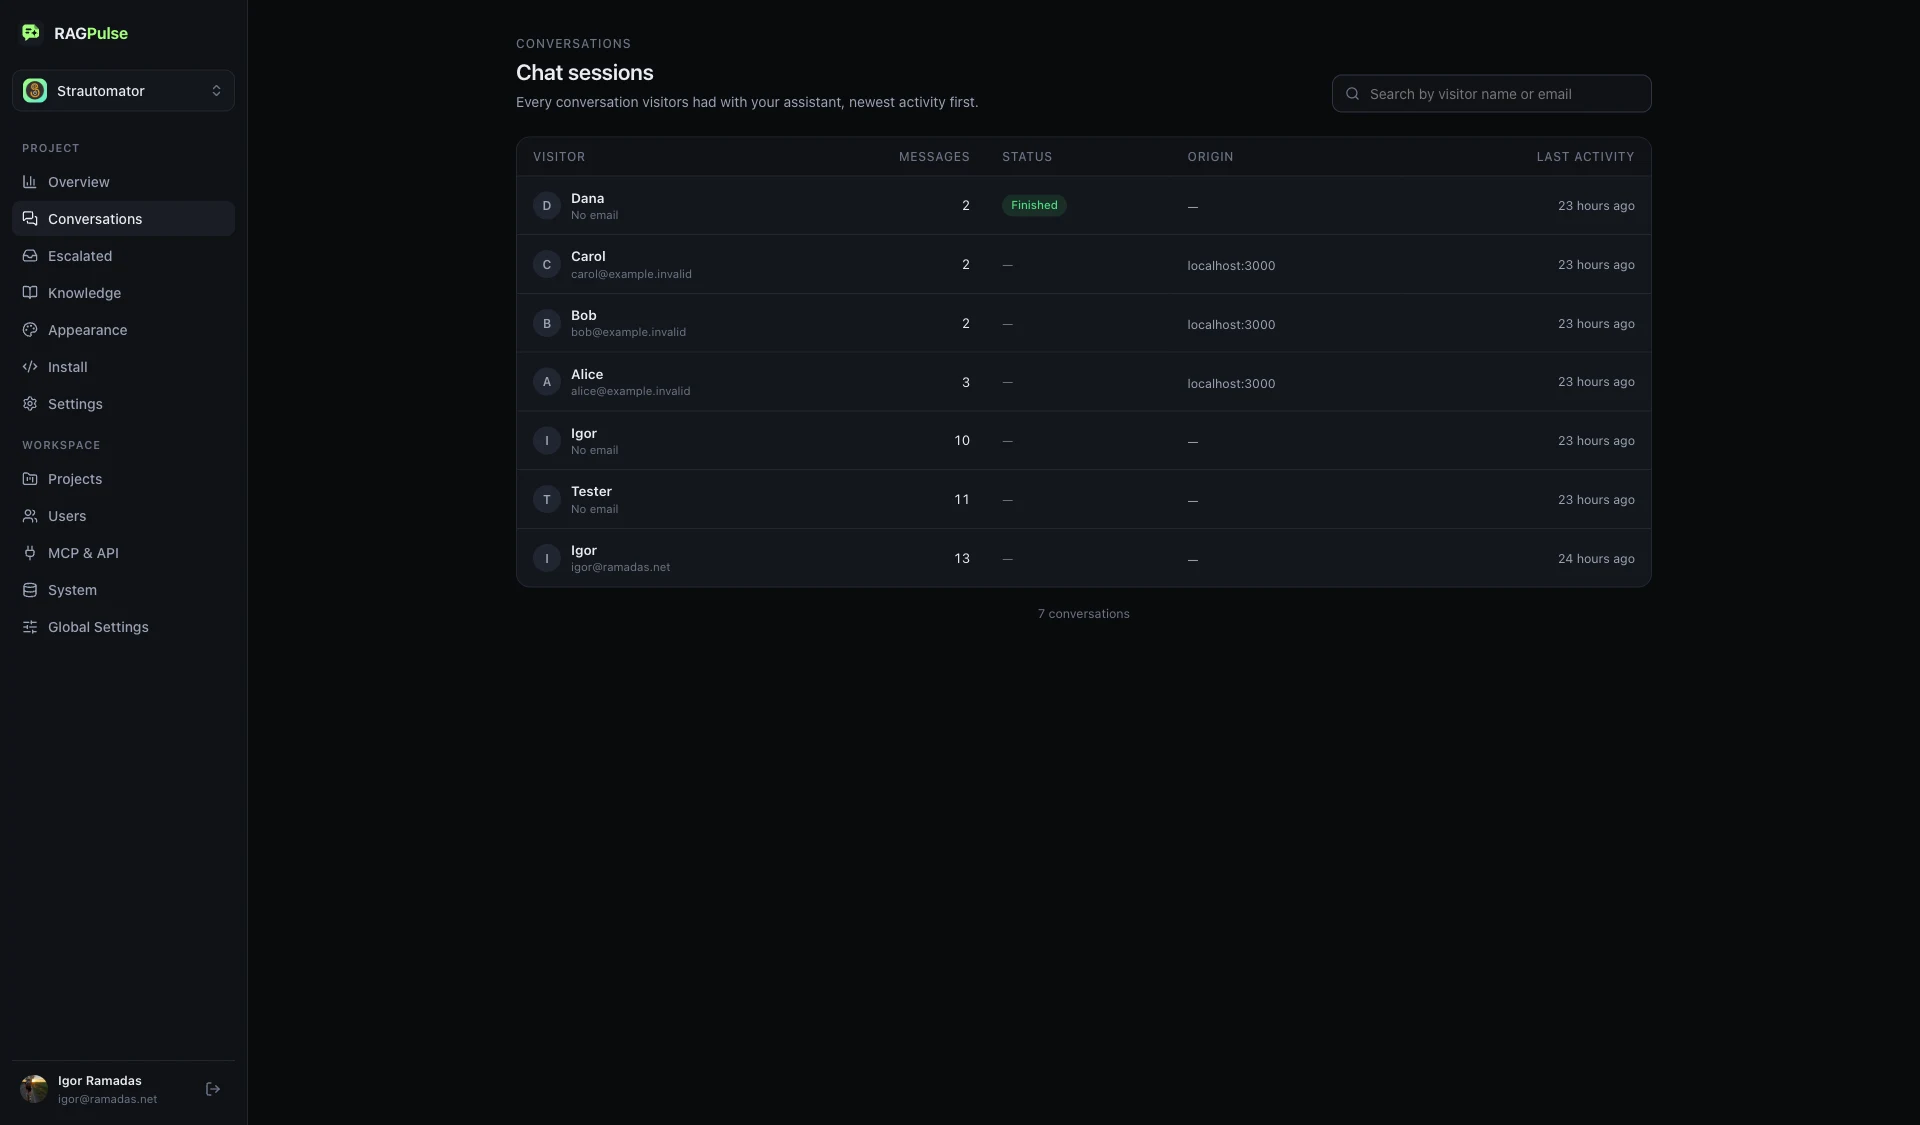 RAGPulse
Strautomator
PROJECT
Overview
Conversations
Escalated
Knowledge
Appearance
Install
Settings
WORKSPACE
Projects
Users
MCP & API
System
Global Settings
Igor Ramadas
igor@ramadas.net
CONVERSATIONS
Chat sessions
Every conversation visitors had with your assistant, newest activity first.
Search by visitor name or email
VISITOR MESSAGES STATUS ORIGIN LAST ACTIVITY
D Dana 2 Finished — 23 hours ago
No email
C Carol 2 — localhost:3000 23 hours ago
carol@example.invalid
B Bob 2 — localhost:3000 23 hours ago
bob@example.invalid
A Alice 3 — localhost:3000 23 hours ago
alice@example.invalid
I Igor 10 — — 23 hours ago
No email
T Tester 11 — — 23 hours ago
No email
I Igor 13 — — 24 hours ago
igor@ramadas.net
7 conversations